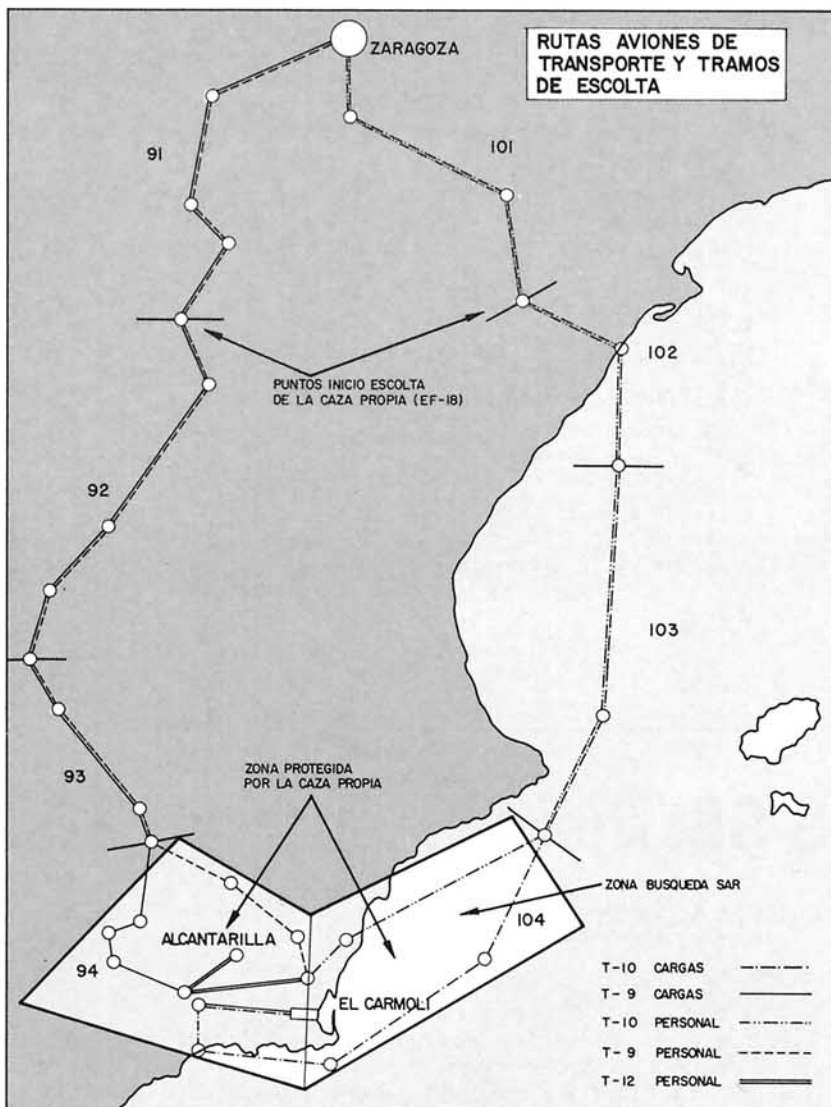 ZARAGOZA
RUTAS AVIONES DE
TRANSPORTE Y TRAMOS
DE ESCOLTA
91
101
102
PUNTOS INICIO ESCOLTA
DE LA CAZA PROPIA (EF-18)
92
103
93
ZONA PROTEGIDA
POR LA CAZA PROPIA
ZONA BUSQUEDA SAR
104
ALCANTARILLA
94
EL CARMOLI
T-10 CARGAS
T-9 CARGAS
T-10 PERSONAL
T-9 PERSONAL
T-12 PERSONAL